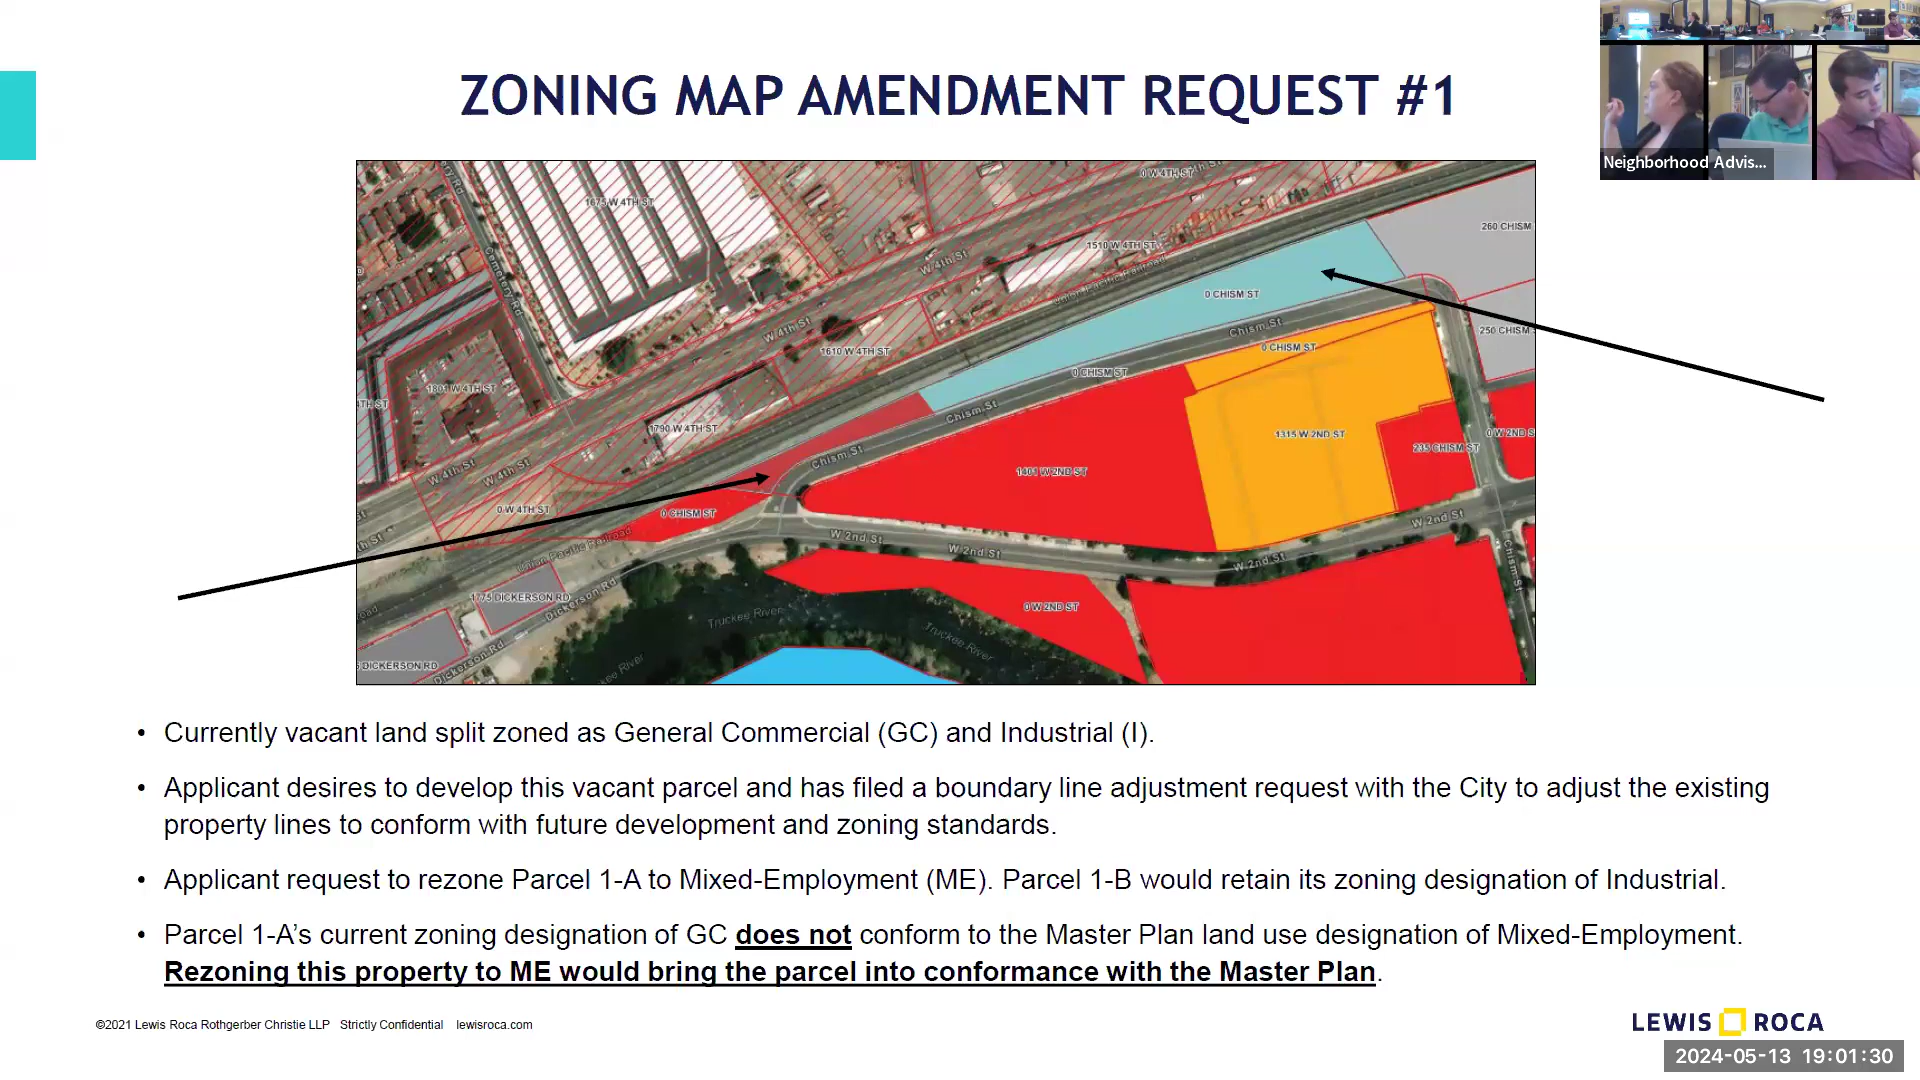 ZONING MAP AMENDMENT REQUEST #1
Neighborhood Advis...
1675 W 4TH ST
0 W 4TH ST
W 4th St
Cemetery Rd
260 CHISM
1510 W 4TH ST
Union Pacific Railroad
0 CHISM ST
W 4th St
Chism St
250 CHISM
1610 W 4TH ST
0 CHISM ST
0 CHISM ST
1801 W 4TH ST
4TH ST
Chism St
1790 W 4TH ST
1315 W 2ND ST
0 W 2ND S
235 CHISM ST
Chism St
W 4th St
W 4th St
1401 W 2ND ST
0 W 4TH ST
0 CHISM ST
W 2nd St
Union Pacific Railroad
W 2nd St
W 2nd St
W 2nd St
Chism St
1775 DICKERSON RD
Dickerson Rd
Truckee River
0 W 2ND ST
Truckee River
DICKERSON RD
Dickerson Rd
River
• Currently vacant land split zoned as General Commercial (GC) and Industrial (I).
• Applicant desires to develop this vacant parcel and has filed a boundary line adjustment request with the City to adjust the existing
property lines to conform with future development and zoning standards.
• Applicant request to rezone Parcel 1-A to Mixed-Employment (ME). Parcel 1-B would retain its zoning designation of Industrial.
• Parcel 1-A’s current zoning designation of GC does not conform to the Master Plan land use designation of Mixed-Employment.
Rezoning this property to ME would bring the parcel into conformance with the Master Plan.
©2021 Lewis Roca Rothgerber Christie LLP Strictly Confidential lewisroca.com
LEWIS ROCA
2024-05-13 19:01:30